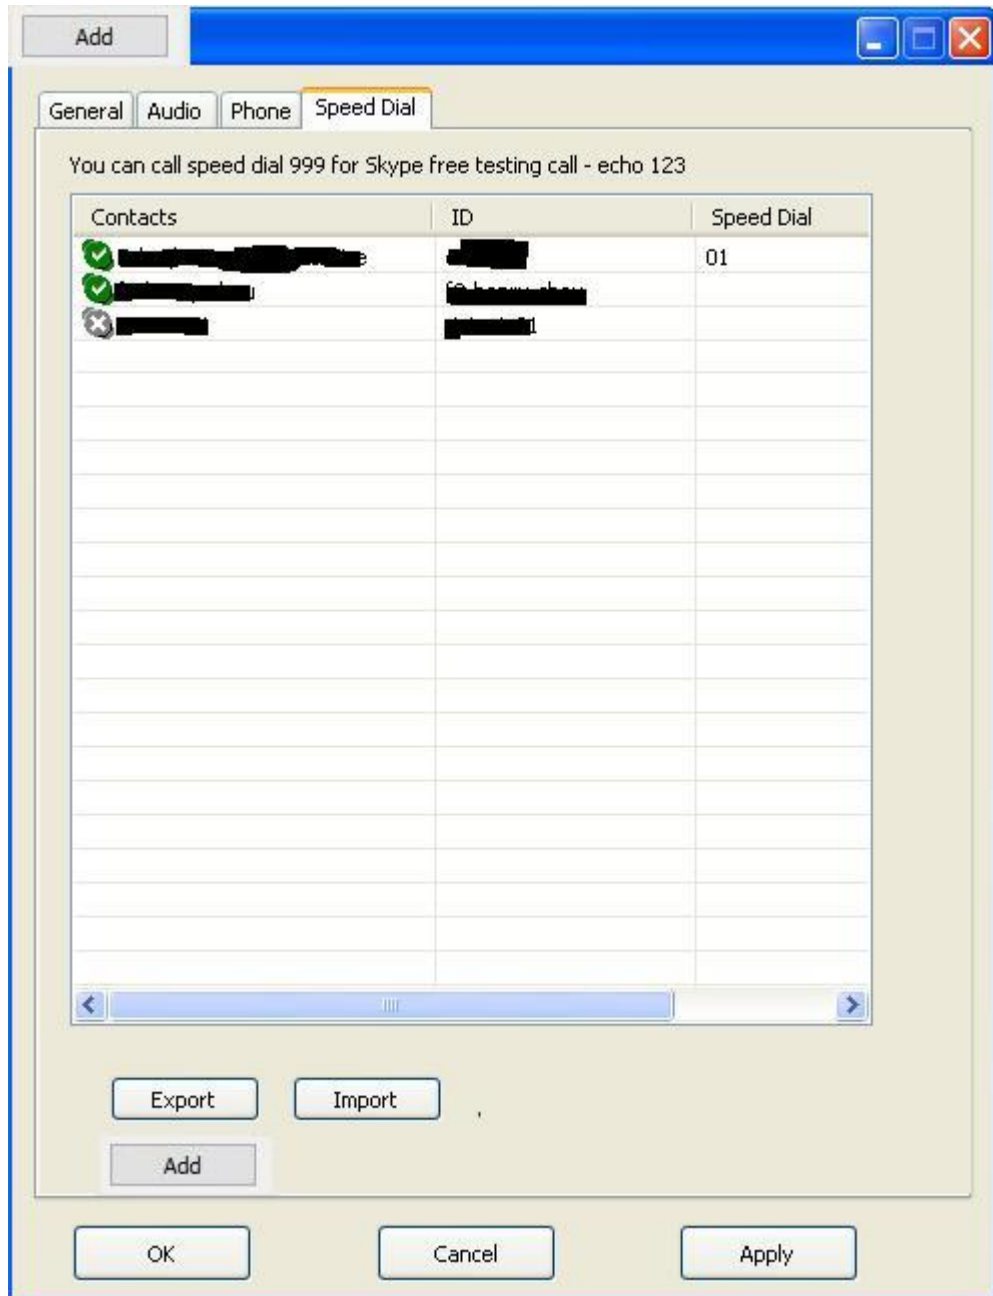 Add
General Audio Phone Speed Dial
You can call speed dial 999 for Skype free testing call - echo 123
Contacts ID Speed Dial
01
Export Import
Add
OK Cancel Apply